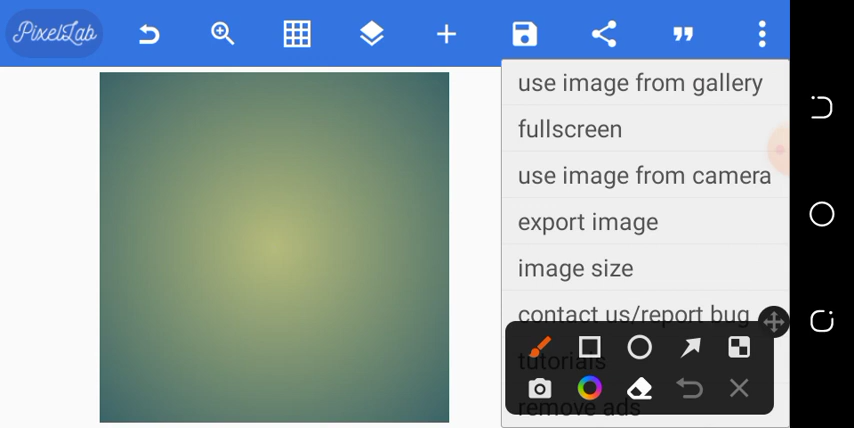 PixelLab
use image from gallery
fullscreen
use image from camera
export image
image size
contact us/report bug
tutorials
remove ads